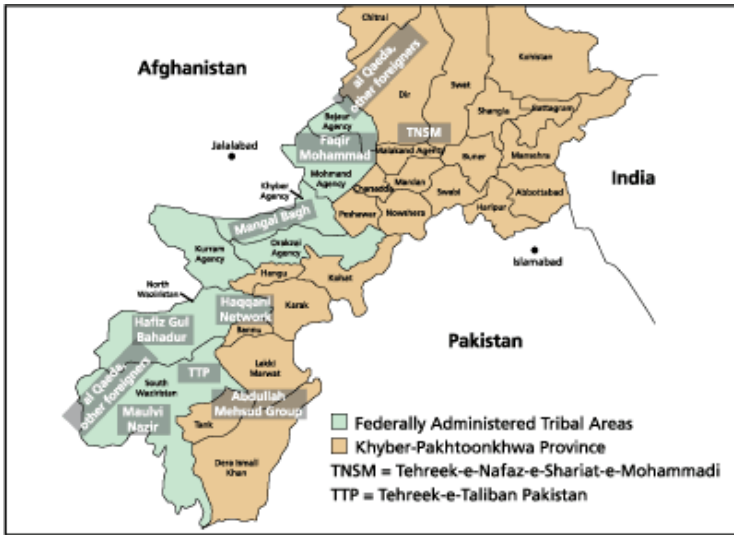 Chitral
Afghanistan
al Qaeda,
other foreigners
Kohistan
Swat
Dir
Shangla
Battagram
Bajaur
Agency
TNSM
Jalalabad
Faqir
Mohammad
Malakand Agency
Buner
Mansehra
Mohmand
Agency
India
Khyber
Agency
Charsadda
Mardan
Swabi
Abbottabad
Haripur
Mangal Bagh
Peshawar
Nowshera
Orakzai
Agency
Islamabad
Kurram
Agency
Hangu
Kohat
North
Waziristan
Haqqani
Network
Karak
Hafiz Gul
Bahadur
Bannu
Pakistan
al Qaeda,
other foreigners
TTP
Lakki
Marwat
South
Waziristan
Abdullah
Mehsud Group
Maulvi
Nazir
Tank
Dera Ismail
Khan
Federally Administered Tribal Areas
Khyber-Pakhtoonkhwa Province
TNSM = Tehreek-e-Nafaz-e-Shariat-e-Mohammadi
TTP = Tehreek-e-Taliban Pakistan